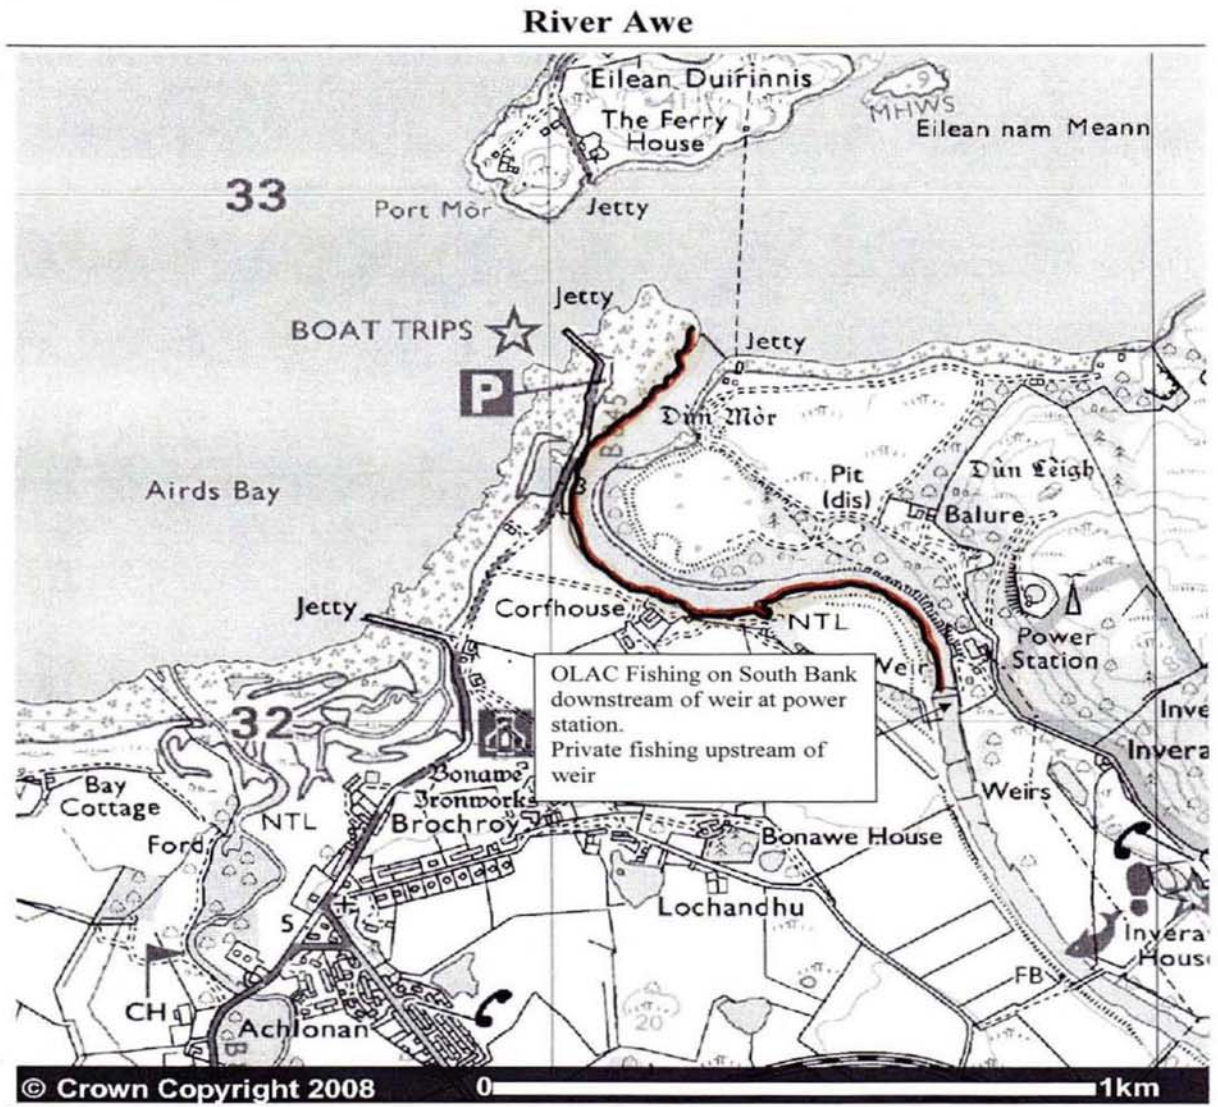 River Awe
Eilean Duirinnis
9
MHWS
Eilean nam Meann
41
The Ferry
House
33
Port Mòr
Jetty
Jetty
BOAT TRIPS
Jetty
P
Dùn Mòr
Airds Bay
Pit
(dis)
Dùn Lèigh
Balure
Corfhouse
NTL
Jetty
Power
Station
Weir
OLAC Fishing on South Bank
downstream of weir at power
station.
Private fishing upstream of
weir
32
Inve
Invera
Bay
Cottage
Bonawe
Ironworks
Weirs
NTL
Brochroy
Bonawe House
Ford
Lochandhu
S
Invera
Hous
FB
CH
Achlonan
20
B
© Crown Copyright 2008
0
1km